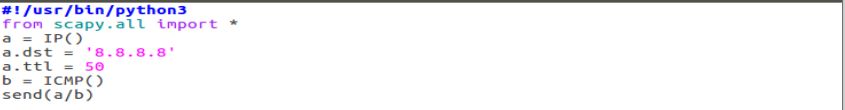 #!/usr/bin/python3
from scapy.all import *
a = IP()
a.dst = '8.8.8.8'
a.ttl = 50
b = ICMP()
send(a/b)